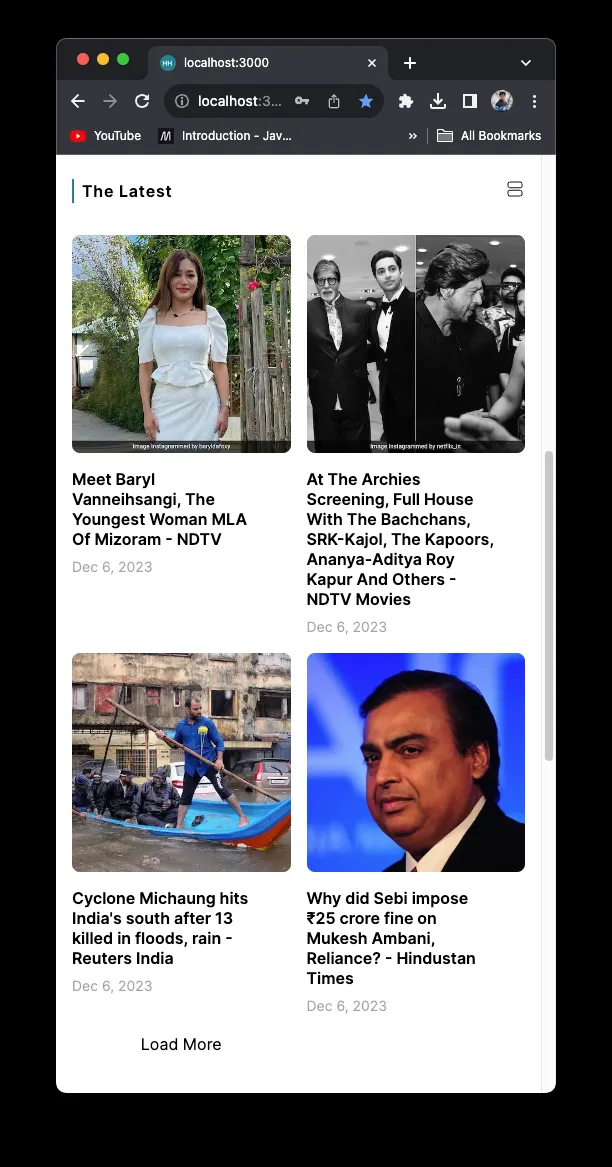 HH localhost:3000
localhost:3...
YouTube
Introduction - Jav...
» All Bookmarks
The Latest
Image Instagrammed by baryldafoxy
Image Instagrammed by netflix_in
Meet Baryl
Vanneihsangi, The
Youngest Woman MLA
Of Mizoram - NDTV
Dec 6, 2023
At The Archies
Screening, Full House
With The Bachchans,
SRK-Kajol, The Kapoors,
Ananya-Aditya Roy
Kapur And Others -
NDTV Movies
Dec 6, 2023
Cyclone Michaung hits
India's south after 13
killed in floods, rain -
Reuters India
Dec 6, 2023
Why did Sebi impose
₹25 crore fine on
Mukesh Ambani,
Reliance? - Hindustan
Times
Dec 6, 2023
Load More